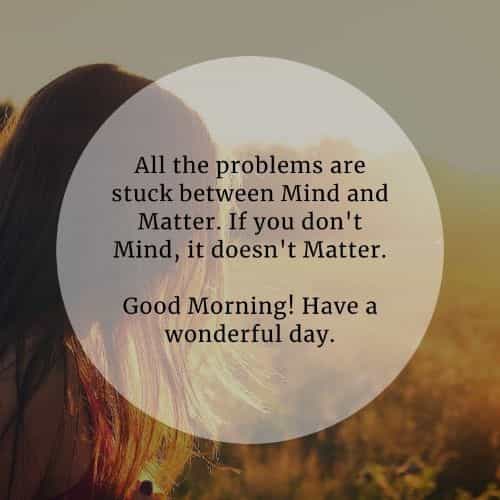 All the problems are
stuck between Mind and
Matter. If you don't
Mind, it doesn't Matter.
Good Morning! Have a
wonderful day.